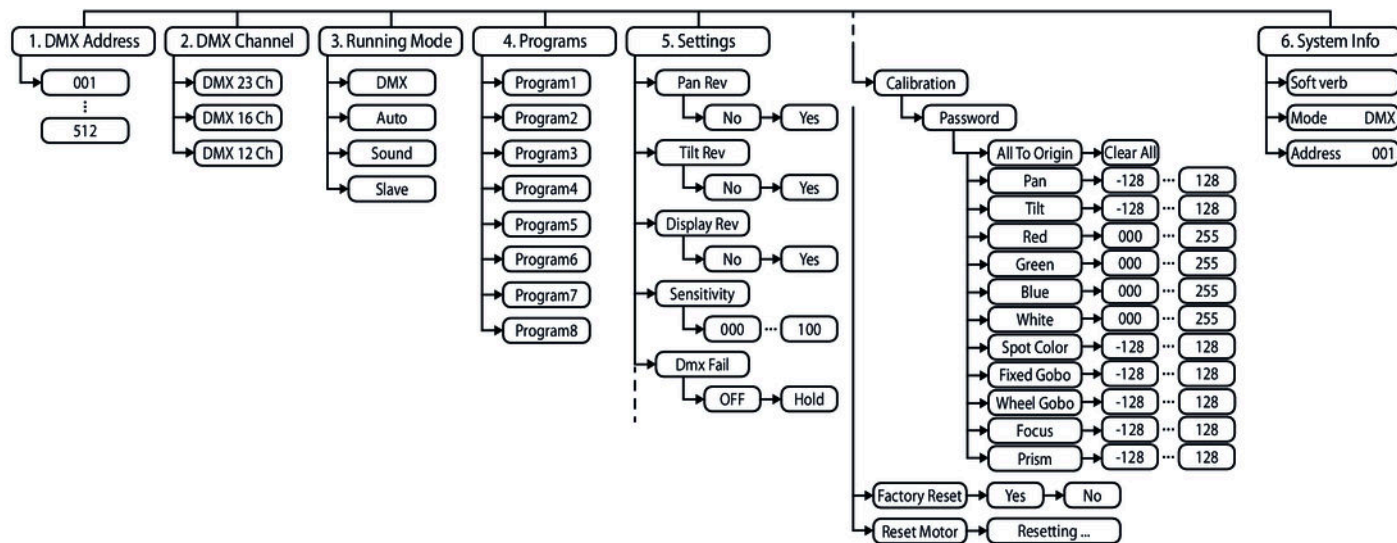 1. DMX Address
001
⋮
512
2. DMX Channel
DMX 23 Ch
DMX 16 Ch
DMX 12 Ch
3. Running Mode
DMX
Auto
Sound
Slave
4. Programs
Program1
Program2
Program3
Program4
Program5
Program6
Program7
Program8
5. Settings
Pan Rev
No Yes
Tilt Rev
No Yes
Display Rev
No Yes
Sensitivity
000 ... 100
Dmx Fail
OFF Hold
Calibration
Password
All To Origin Clear All
Pan -128 ... 128
Tilt -128 ... 128
Red 000 ... 255
Green 000 ... 255
Blue 000 ... 255
White 000 ... 255
Spot Color -128 ... 128
Fixed Gobo -128 ... 128
Wheel Gobo -128 ... 128
Focus -128 ... 128
Prism -128 ... 128
Factory Reset Yes No
Reset Motor Resetting ...
6. System Info
Soft verb
Mode DMX
Address 001